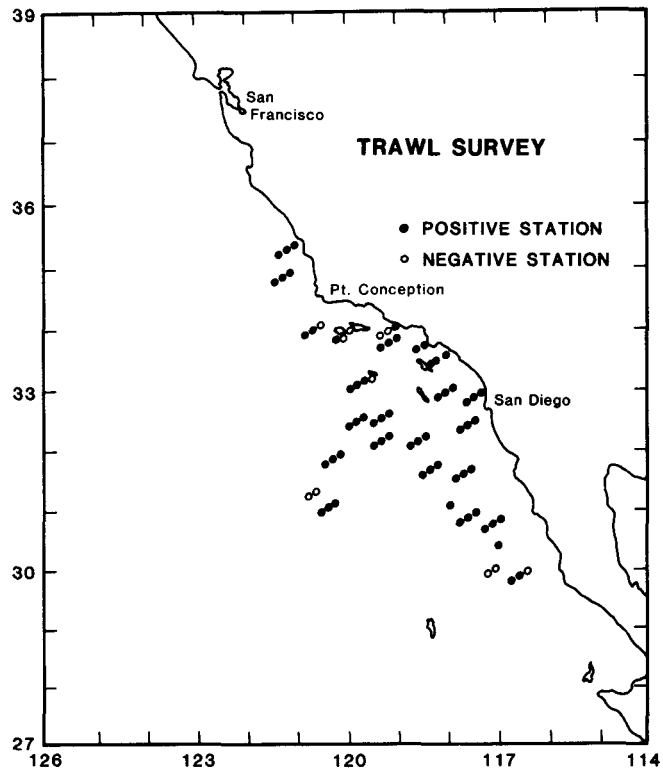 39
San
Francisco
TRAWL SURVEY
36
POSITIVE STATION
NEGATIVE STATION
Pt. Conception
33
San Diego
30
27
126 123 120 117 114